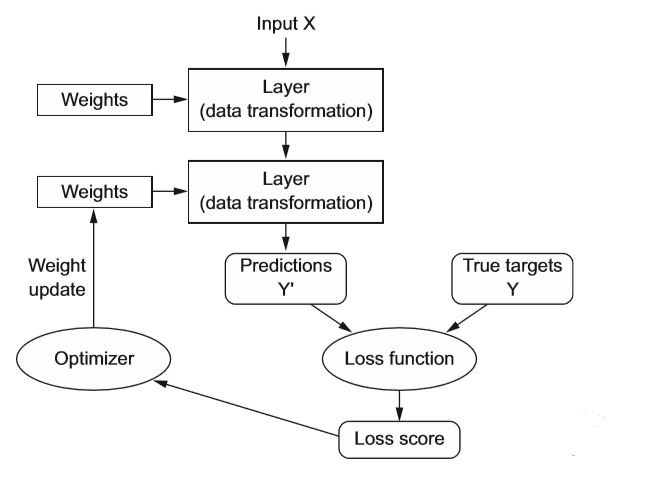 Input X
Layer
(data transformation)
Weights
Layer
(data transformation)
Weights
Weight
update
Predictions
Y'
True targets
Y
Optimizer
Loss function
Loss score